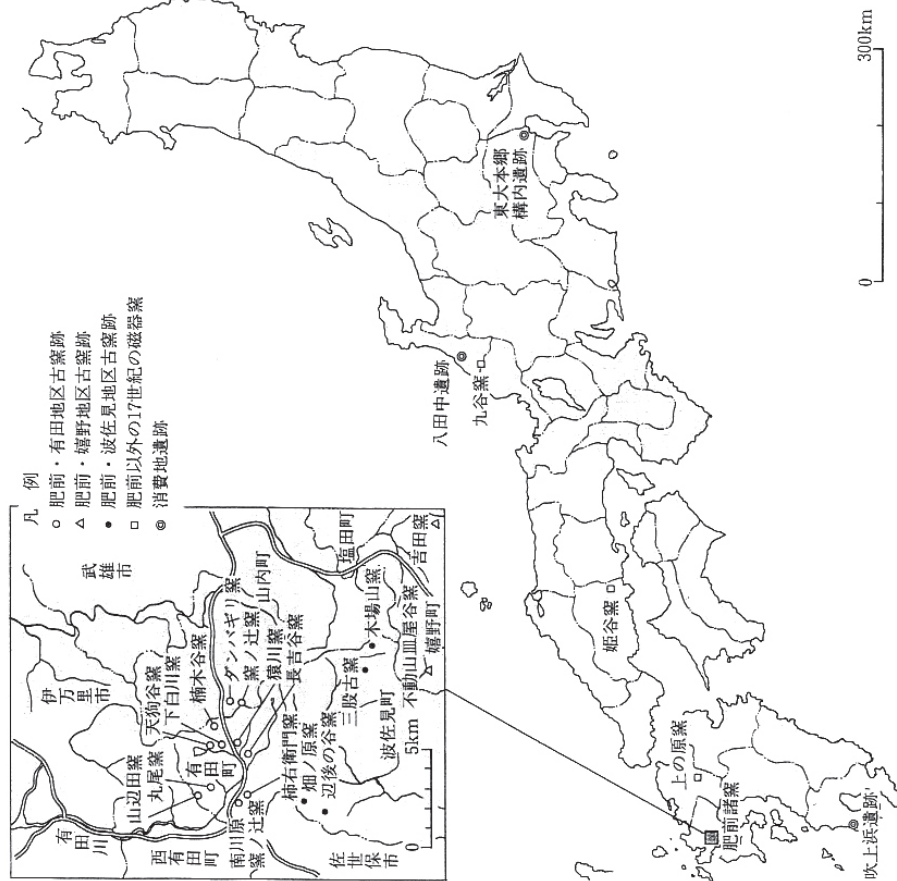 凡例
○ 肥前・有田地区古窯跡
△ 肥前・嬉野地区古窯跡
● 肥前・波佐見地区古窯跡
□ 肥前以外の17世紀の磁器窯
◎ 消費地遺跡
有田川
伊万里市
武雄市
山辺田窯
丸尾窯
天狗谷窯
下白川窯
楠木谷窯
ダンバギリ窯
窯ノ辻窯
猿川窯
長吉谷窯
山内町
西有田町
有田町
南川原
窯ノ辻窯
柿右衛門窯
畑ノ原窯
辺後の谷窯
三股古窯
木場山窯
塩田町
佐世保市
波佐見町
不動山皿屋谷窯
嬉野町
吉田窯
0
5km
八田中遺跡
九谷窯
東大本郷
構内遺跡
姫谷窯
上の原窯
肥前諸窯
吹上浜遺跡
0
300km